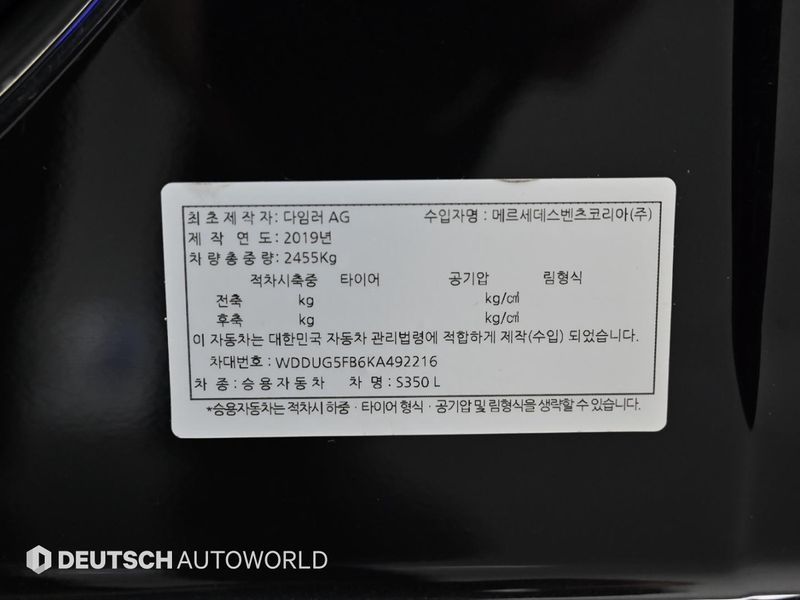 최초제작자: 다임러 AG 수입자명 : 메르세데스벤츠코리아(주)
제 작 연 도: 2019년
차량총중량: 2455Kg
적차시축중 타이어 공기압 림형식
전축 kg kg/㎠
후축 kg kg/㎠
이 자동차는 대한민국 자동차 관리법령에 적합하게 제작(수입) 되었습니다.
차대번호 : WDDUG5FB6KA492216
차 종 : 승용자동차 차 명 : S350 L
*승용자동차는 적차시 하중 · 타이어 형식 · 공기압 및 림형식을 생략할 수 있습니다.
DEUTSCH AUTOWORLD